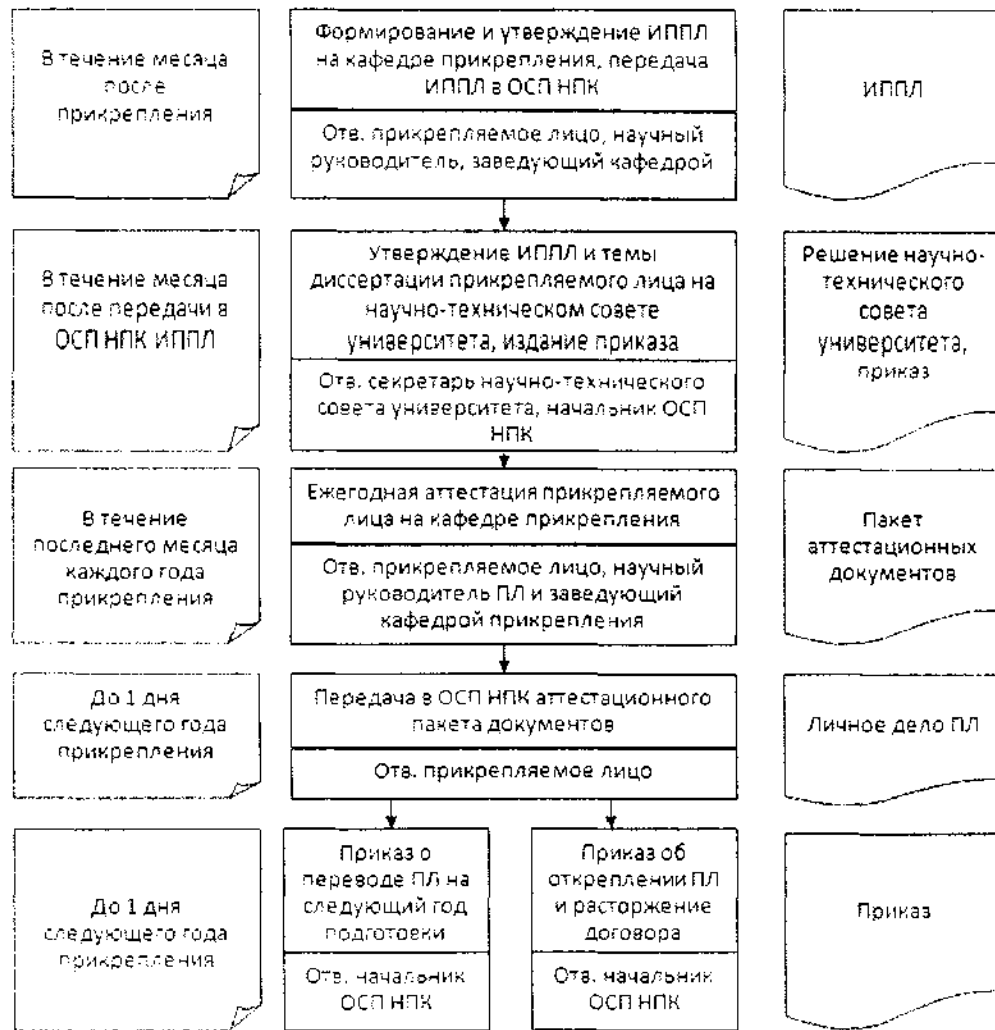 В течение месяца
после
прикрепления
Формирование и утверждение ИППЛ
на кафедре прикрепления, передача
ИППЛ в ОСП НПК
Отв. прикрепляемое лицо, научный
руководитель, заведующий кафедрой
ИППЛ
В течение месяца
после передачи в
ОСП НПК ИППЛ
Утверждение ИППЛ и темы
диссертации прикрепляемого лица на
научно-техническом совете
университета, издание приказа
Отв. секретарь научно-технического
совета университета, начальник ОСП
НПК
Решение научно-
технического
совета
университета,
приказ
В течение
последнего месяца
каждого года
прикрепления
Ежегодная аттестация прикрепляемого
лица на кафедре прикрепления
Отв. прикрепляемое лицо, научный
руководитель ПЛ и заведующий
кафедрой прикрепления
Пакет
аттестационных
документов
До 1 дня
следующего года
прикрепления
Передача в ОСП НПК аттестационного
пакета документов
Отв. прикрепляемое лицо
Личное дело ПЛ
До 1 дня
следующего года
прикрепления
Приказ о
переводе ПЛ на
следующий год
подготовки
Отв. начальник
ОСП НПК
Приказ об
откреплении ПЛ
и расторжение
договора
Отв. начальник
ОСП НПК
Приказ